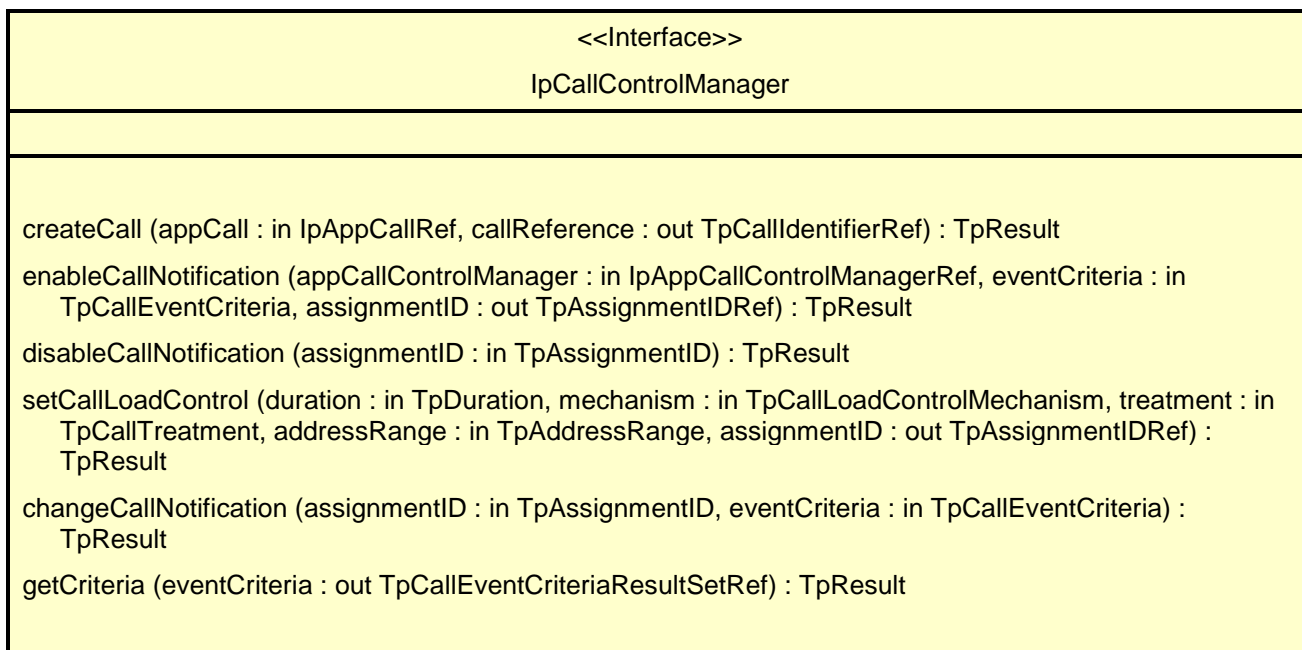 <<Interface>>
IpCallControlManager
createCall (appCall : in IpAppCallRef, callReference : out TpCallIdentifierRef) : TpResult
enableCallNotification (appCallControlManager : in IpAppCallControlManagerRef, eventCriteria : in
TpCallEventCriteria, assignmentID : out TpAssignmentIDRef) : TpResult
disableCallNotification (assignmentID : in TpAssignmentID) : TpResult
setCallLoadControl (duration : in TpDuration, mechanism : in TpCallLoadControlMechanism, treatment : in
TpCallTreatment, addressRange : in TpAddressRange, assignmentID : out TpAssignmentIDRef) :
TpResult
changeCallNotification (assignmentID : in TpAssignmentID, eventCriteria : in TpCallEventCriteria) :
TpResult
getCriteria (eventCriteria : out TpCallEventCriteriaResultSetRef) : TpResult